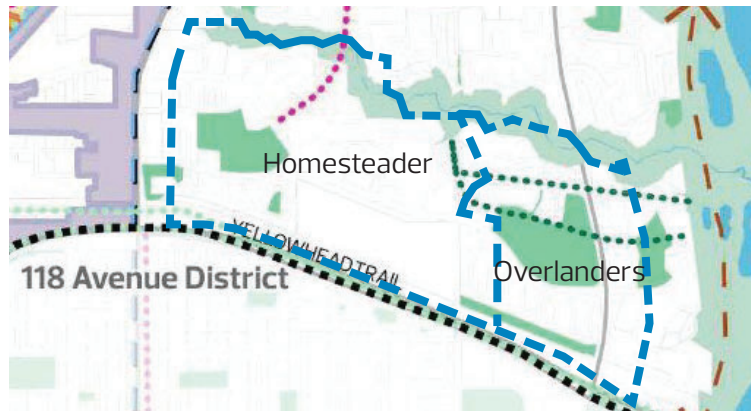 Homesteader
YELLOWHEAD TRAIL
118 Avenue District
Overlanders